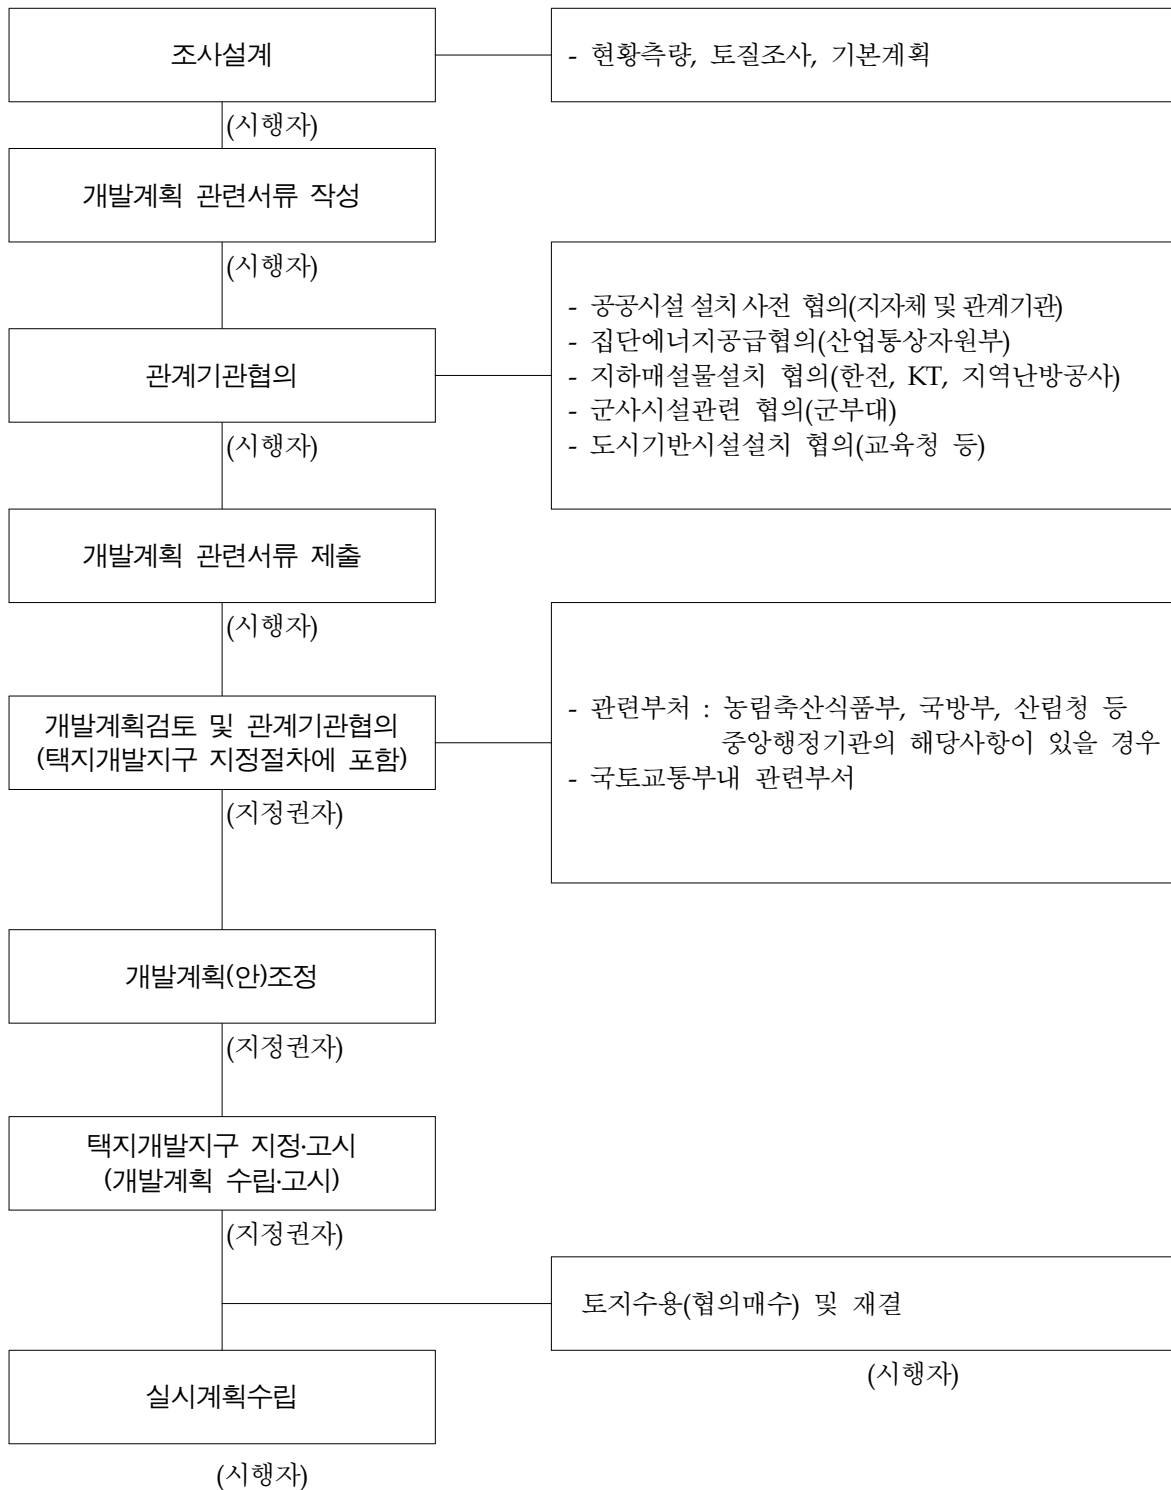 조사설계
- 현황측량, 토질조사, 기본계획
(시행자)
개발계획 관련서류 작성
(시행자)
관계기관협의
- 공공시설 설치 사전 협의(지자체 및 관계기관)
- 집단에너지공급협의(산업통상자원부)
- 지하매설물설치 협의(한전, KT, 지역난방공사)
- 군사시설관련 협의(군부대)
- 도시기반시설설치 협의(교육청 등)
(시행자)
개발계획 관련서류 제출
(시행자)
개발계획검토 및 관계기관협의
(택지개발지구 지정절차에 포함)
- 관련부처 : 농림축산식품부, 국방부, 산림청 등
중앙행정기관의 해당사항이 있을 경우
- 국토교통부내 관련부서
(지정권자)
개발계획(안)조정
(지정권자)
택지개발지구 지정·고시
(개발계획 수립·고시)
(지정권자)
토지수용(협의매수) 및 재결
(시행자)
실시계획수립
(시행자)